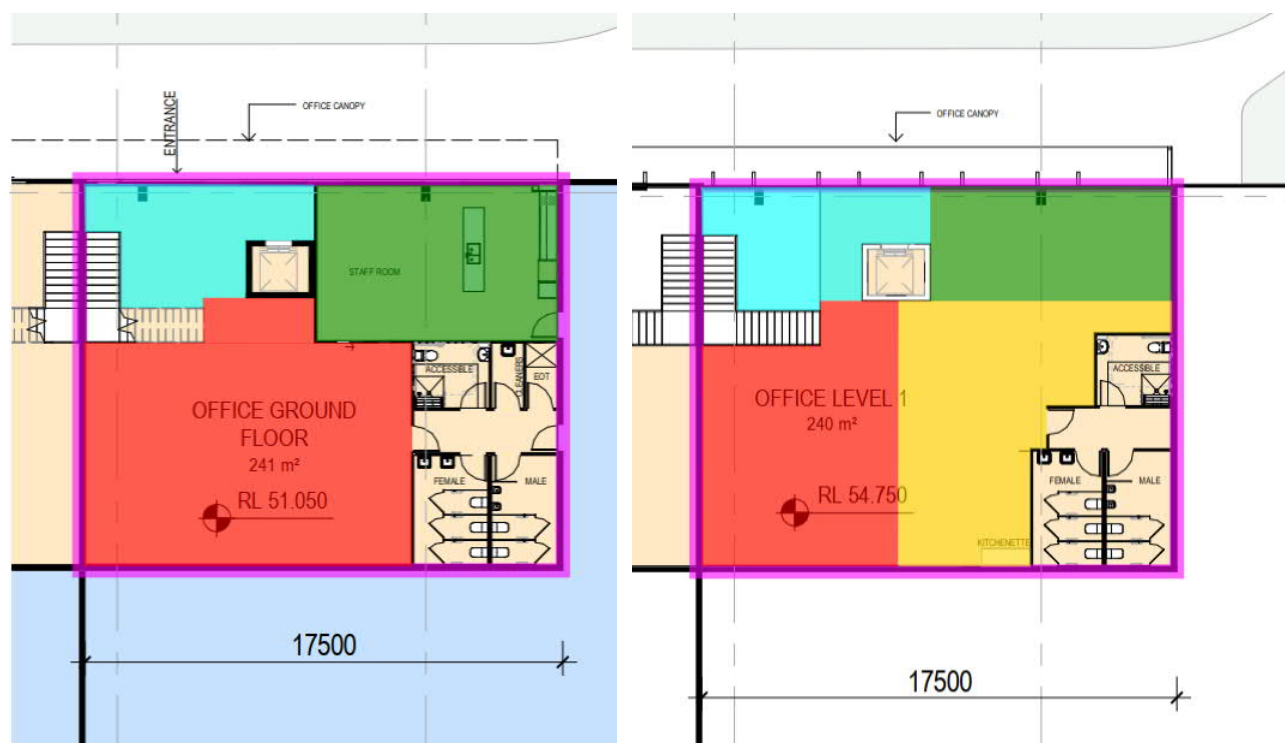 ENTRANCE
OFFICE CANOPY
STAFF ROOM
ACCESSIBLE
CLEANERS
EOT
OFFICE GROUND
FLOOR
241 m²
RL 51.050
FEMALE
MALE
17500
OFFICE CANOPY
OFFICE LEVEL 1
240 m²
RL 54.750
ACCESSIBLE
FEMALE
MALE
KITCHENETTE
17500